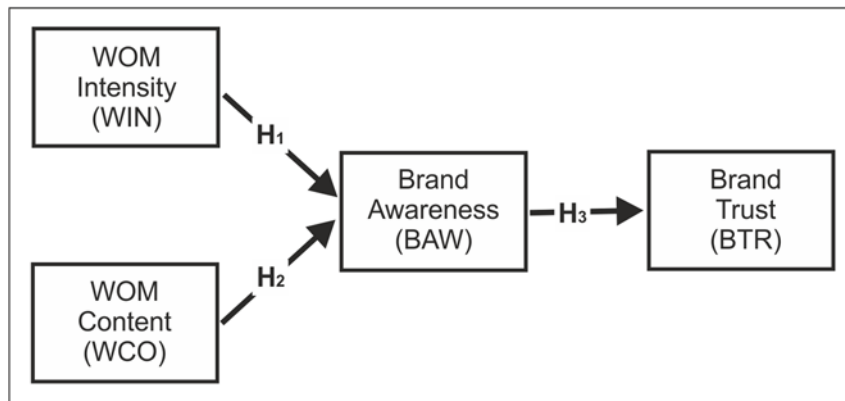 WOM
Intensity
(WIN)
H1
Brand
Awareness
(BAW)
H3
Brand
Trust
(BTR)
H2
WOM
Content
(WCO)